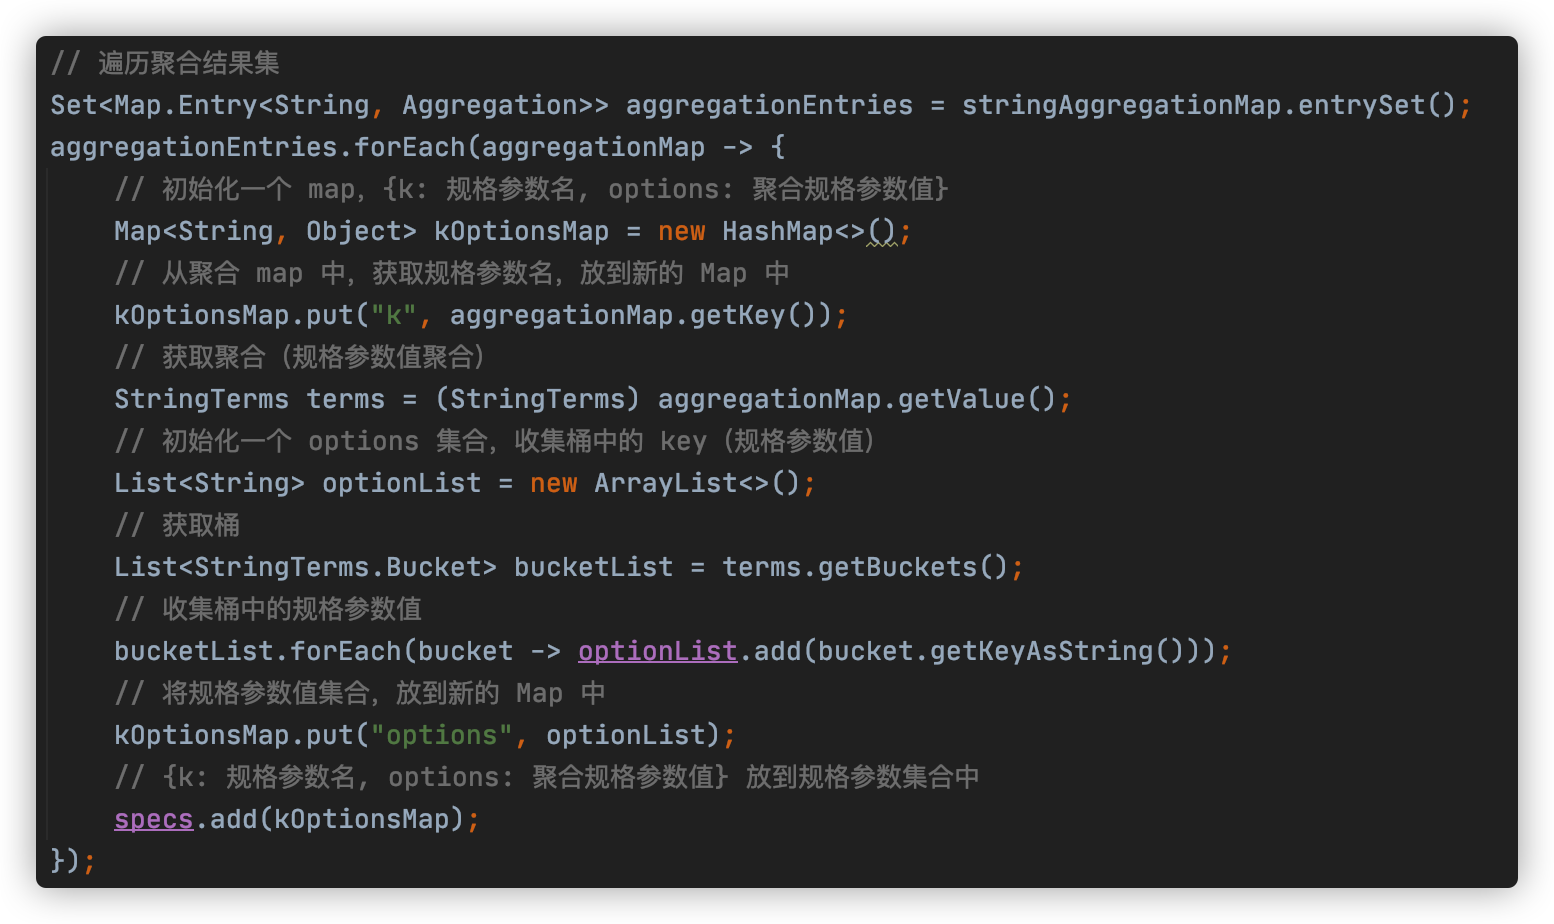 // 遍历聚合结果集
Set<Map.Entry<String, Aggregation>> aggregationEntries = stringAggregationMap.entrySet();
aggregationEntries.forEach(aggregationMap -> {
    // 初始化一个 map，{k: 规格参数名, options: 聚合规格参数值}
    Map<String, Object> kOptionsMap = new HashMap<>();
    // 从聚合 map 中，获取规格参数名，放到新的 Map 中
    kOptionsMap.put("k", aggregationMap.getKey());
    // 获取聚合（规格参数值聚合）
    StringTerms terms = (StringTerms) aggregationMap.getValue();
    // 初始化一个 options 集合，收集桶中的 key（规格参数值）
    List<String> optionList = new ArrayList<>();
    // 获取桶
    List<StringTerms.Bucket> bucketList = terms.getBuckets();
    // 收集桶中的规格参数值
    bucketList.forEach(bucket -> optionList.add(bucket.getKeyAsString()));
    // 将规格参数值集合，放到新的 Map 中
    kOptionsMap.put("options", optionList);
    // {k: 规格参数名, options: 聚合规格参数值} 放到规格参数集合中
    specs.add(kOptionsMap);
});